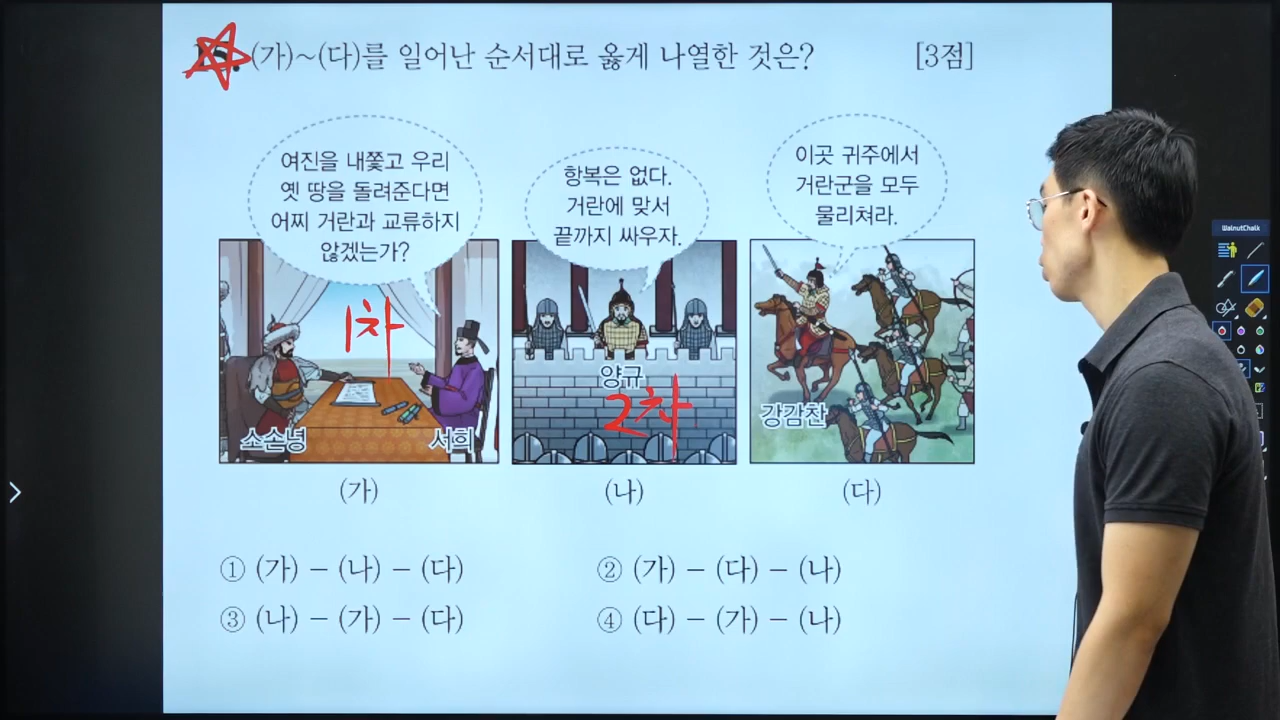 (가)~(다)를 일어난 순서대로 옳게 나열한 것은? [3점]
여진을 내쫓고 우리
옛 땅을 돌려준다면
어찌 거란과 교류하지
않겠는가?
항복은 없다.
거란에 맞서
끝까지 싸우자.
이곳 귀주에서
거란군을 모두
물리쳐라.
1차
양규
2차
강감찬
소손녕
서희
(가)
(나)
(다)
① (가) - (나) - (다)
② (가) - (다) - (나)
③ (나) - (가) - (다)
④ (다) - (가) - (나)
WalnutChalk